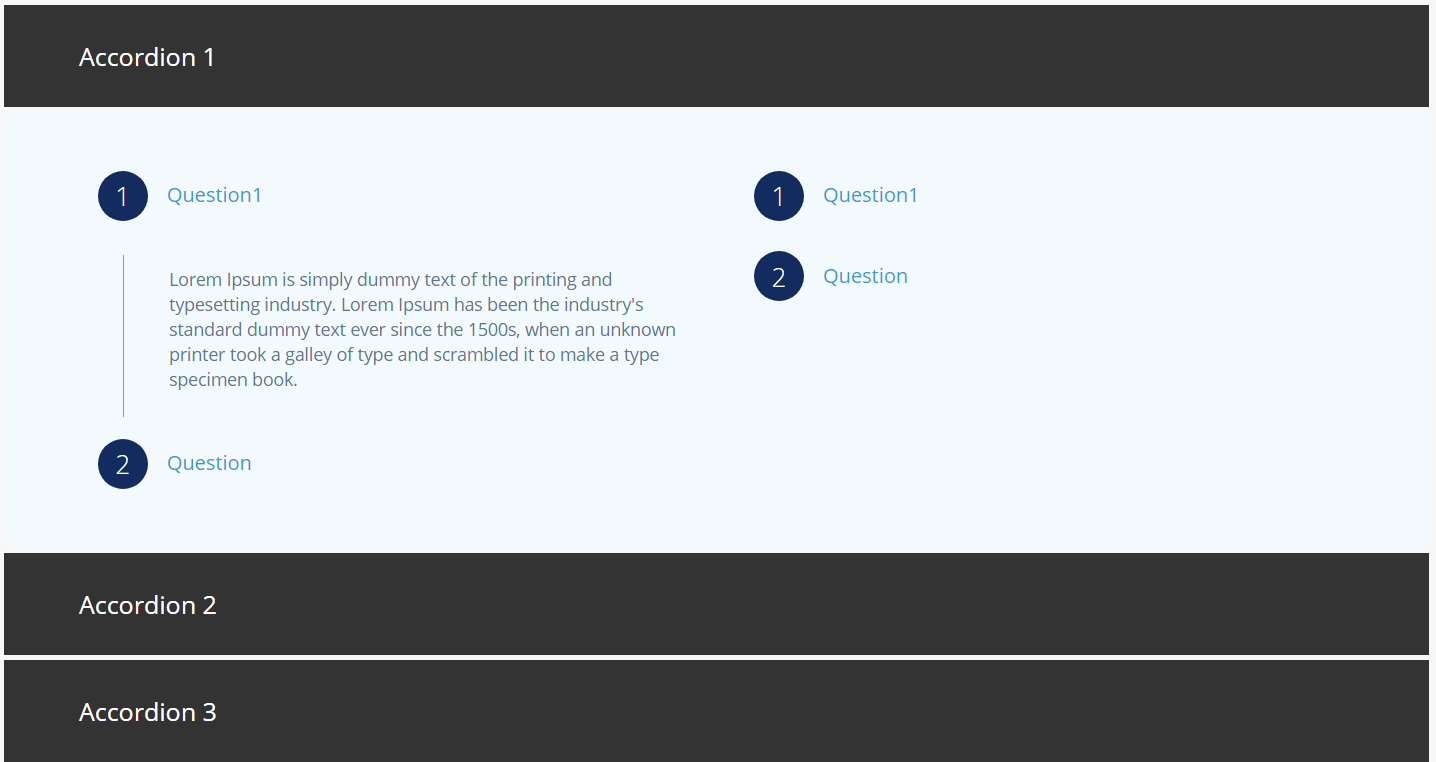 Accordion 1
1 Question1
Lorem Ipsum is simply dummy text of the printing and
typesetting industry. Lorem Ipsum has been the industry's
standard dummy text ever since the 1500s, when an unknown
printer took a galley of type and scrambled it to make a type
specimen book.
2 Question
1 Question1
2 Question
Accordion 2
Accordion 3